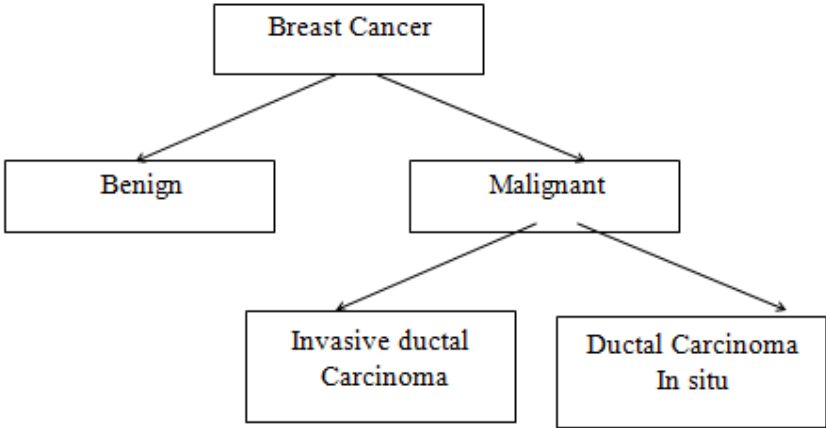 Breast Cancer
Benign
Malignant
Invasive ductal
Carcinoma
Ductal Carcinoma
In situ